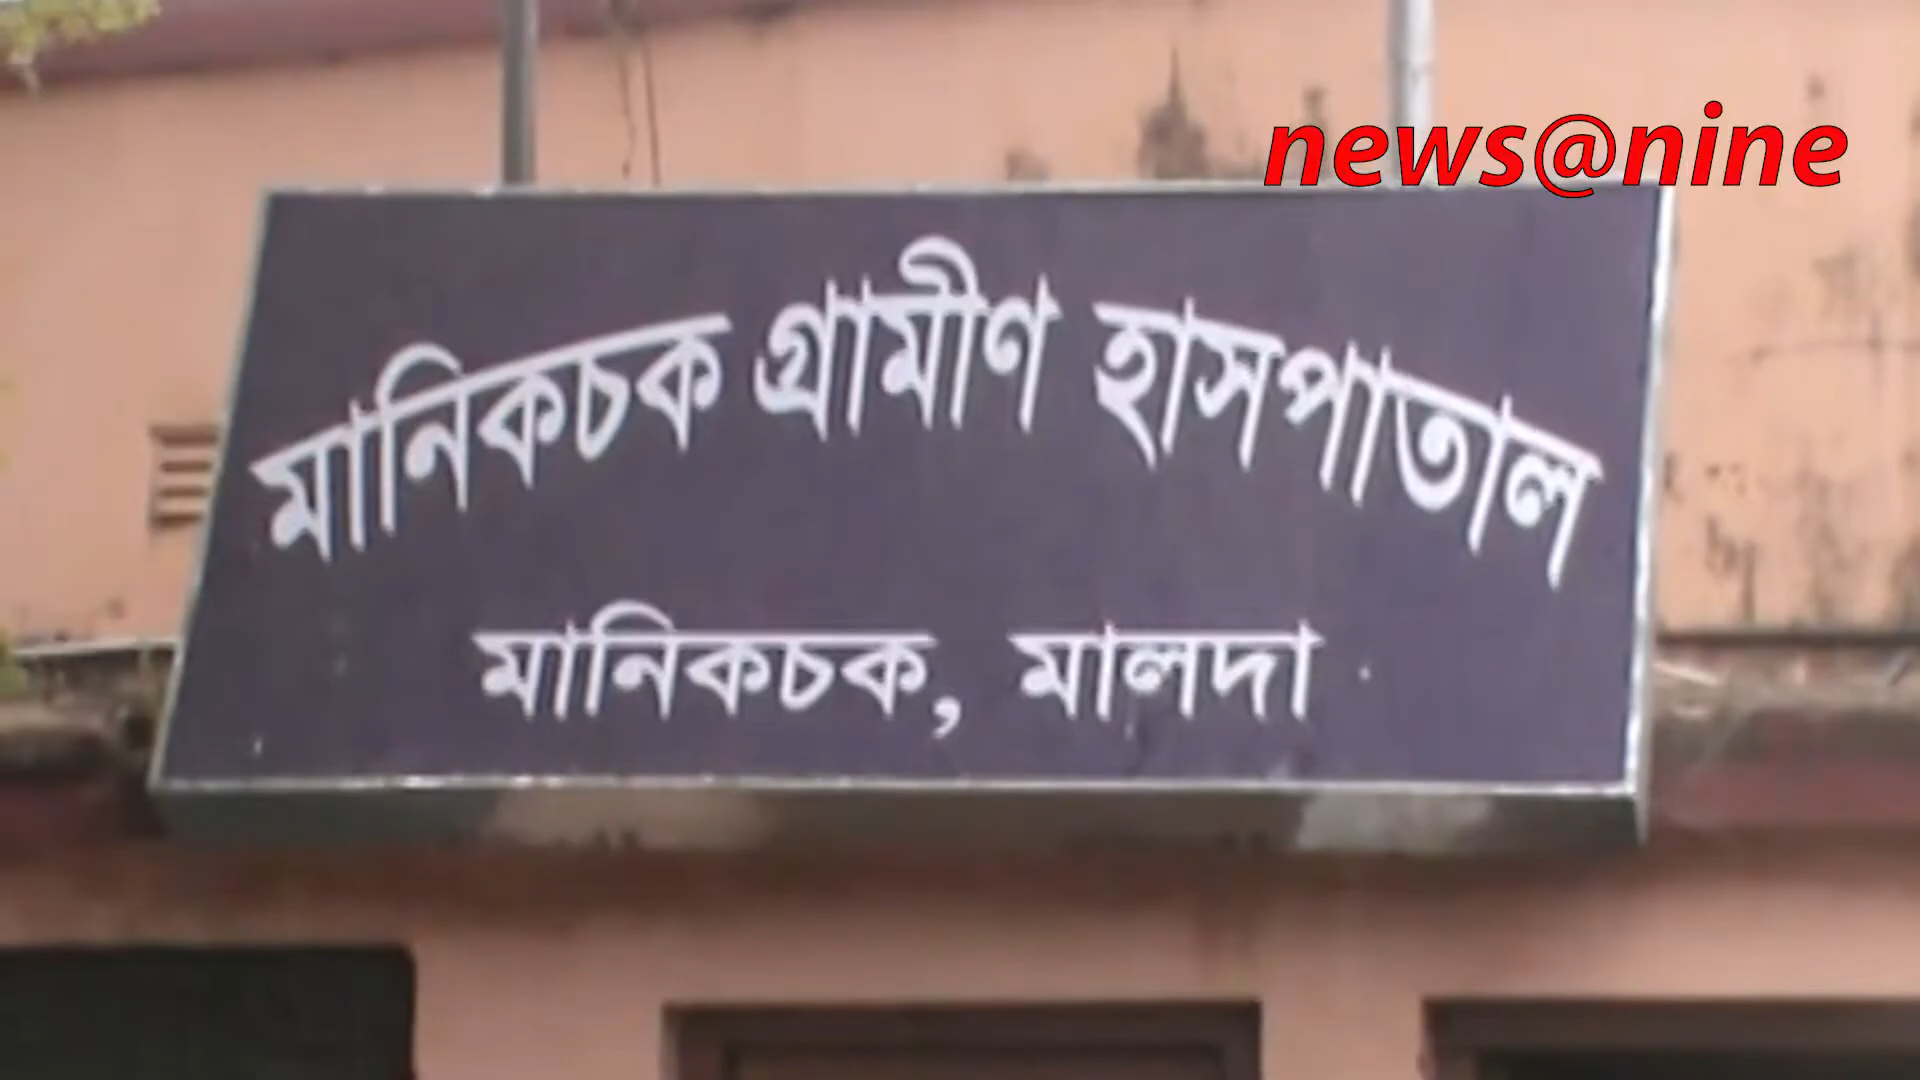 news@nine
মানিকচক গ্রামীণ হাসপাতাল
মানিকচক, মালদা